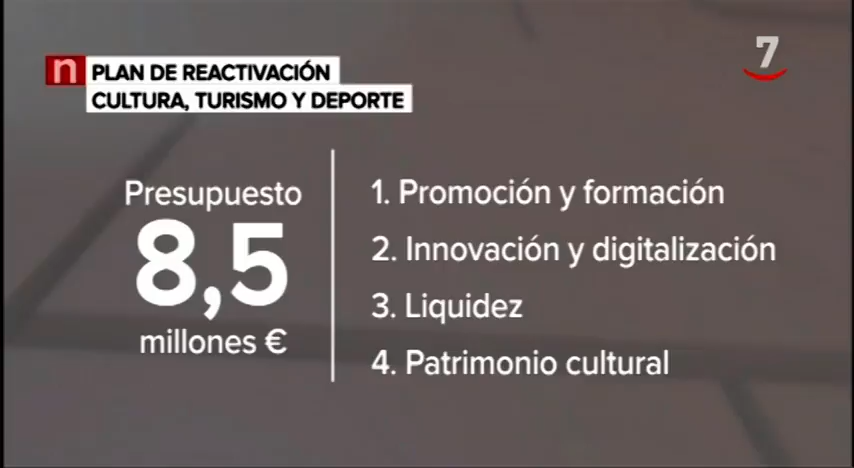 n PLAN DE REACTIVACIÓN
CULTURA, TURISMO Y DEPORTE
7
Presupuesto
8,5
millones €
1. Promoción y formación
2. Innovación y digitalización
3. Liquidez
4. Patrimonio cultural